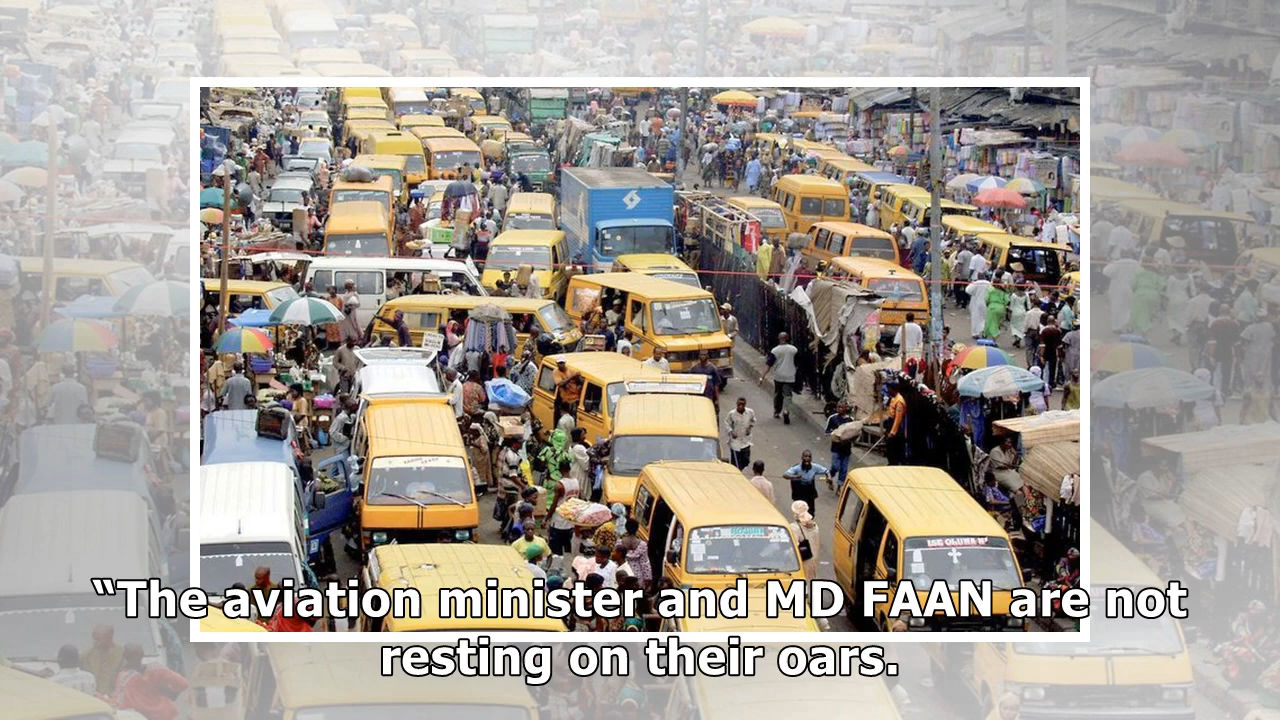 “The aviation minister and MD FAAN are not
resting on their oars.